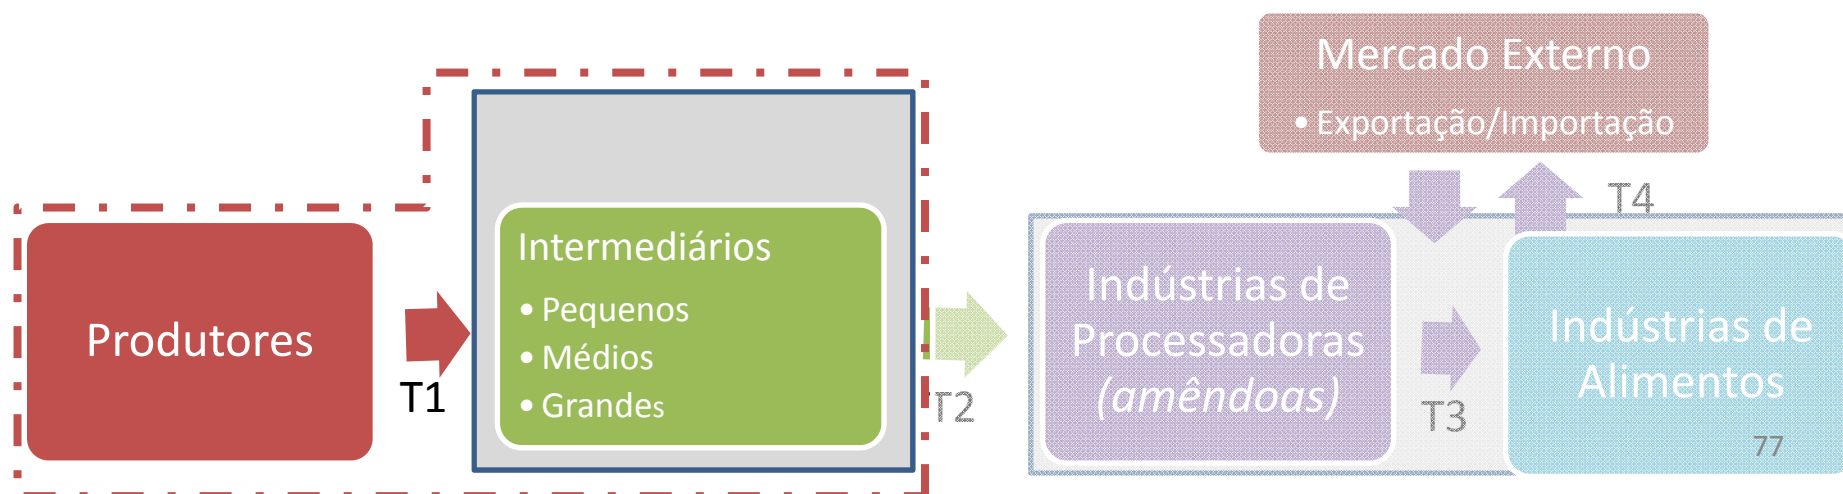 Mercado Externo
• Exportação/Importação
Produtores
T1
Intermediários
• Pequenos
• Médios
• Grandes
T2
Indústrias de
Processadoras
(amêndoas)
T3
T4
Indústrias de
Alimentos
77